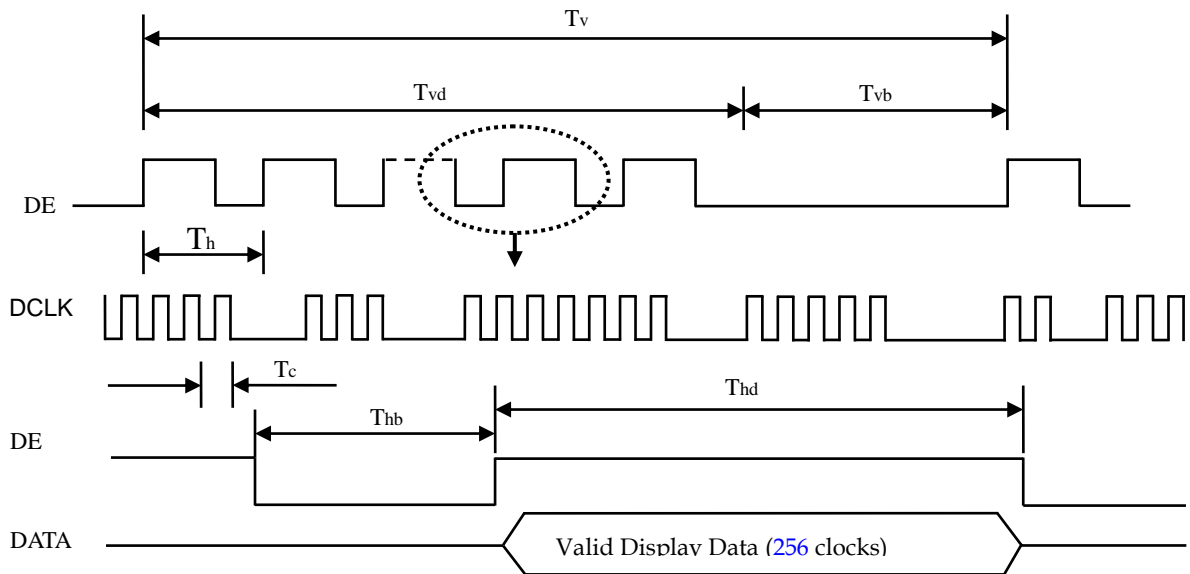 Tv
Tvd
Tvb
DE
Th
DCLK
Tc
Thd
Thb
DE
DATA
Valid Display Data (256 clocks)